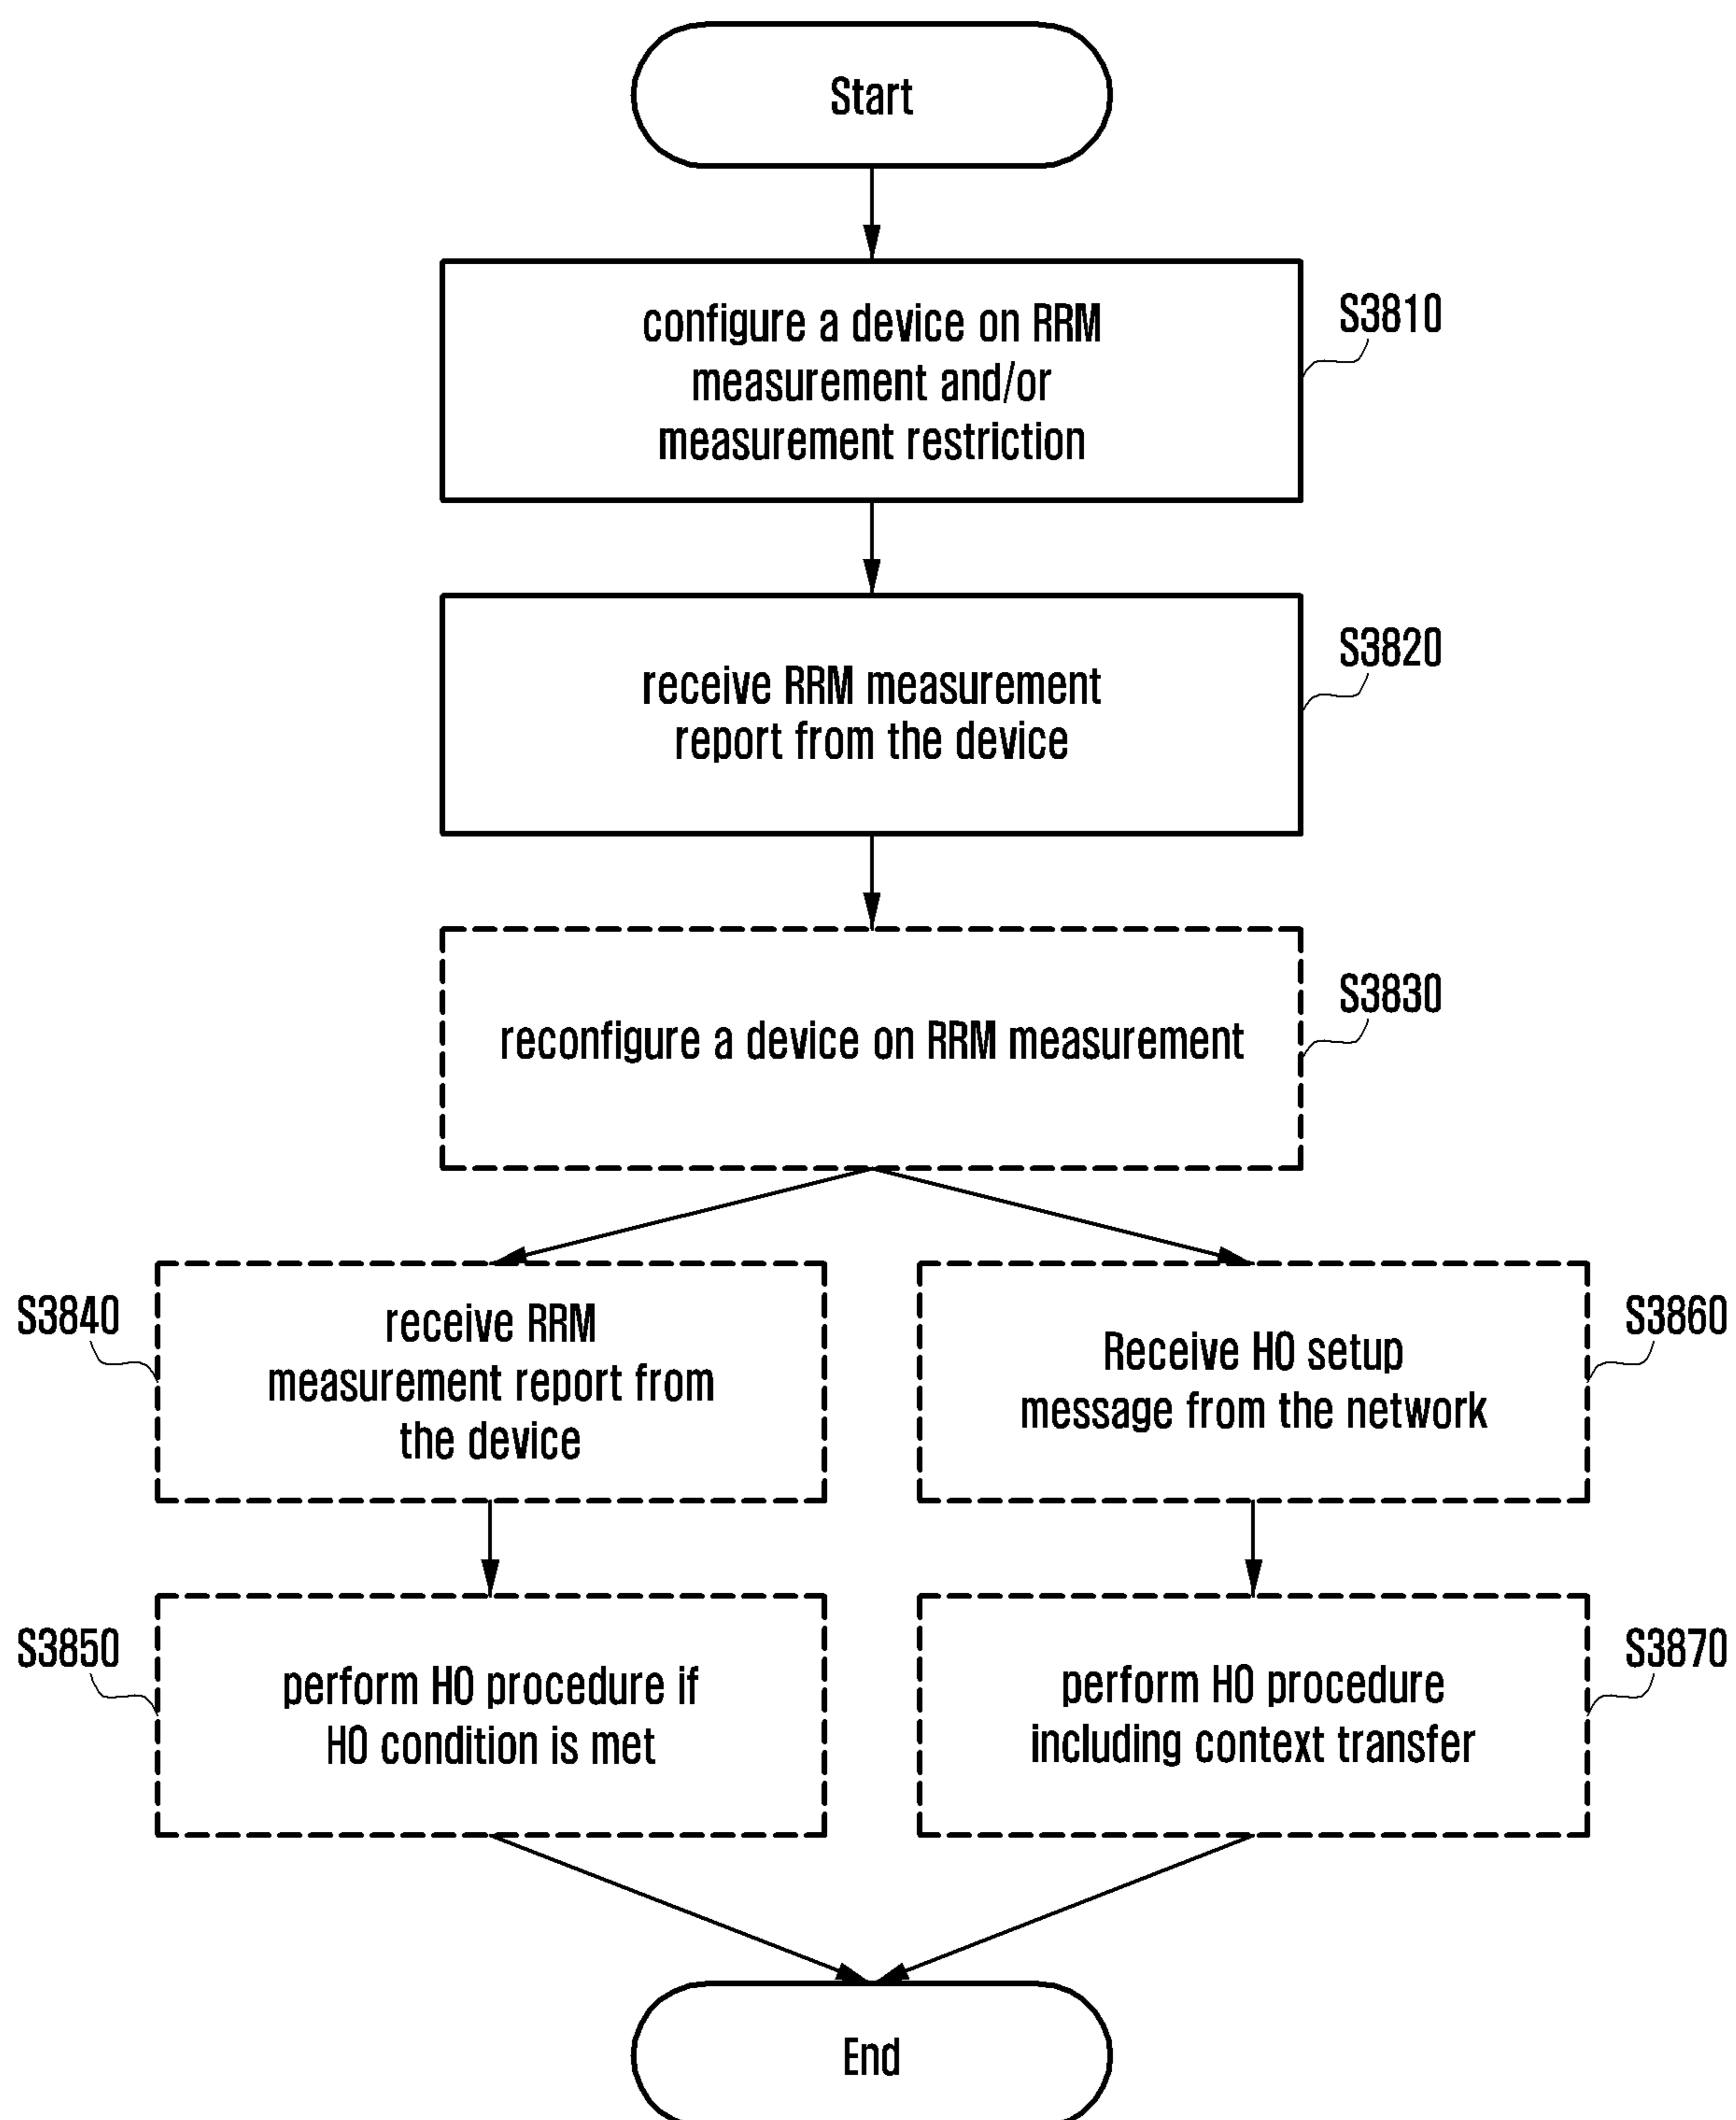 Start
configure a device on RRM
measurement and/or
measurement restriction
S3810
receive RRM measurement
report from the device
S3820
reconfigure a device on RRM measurement
S3830
S3840
receive RRM
measurement report from
the device
Receive HO setup
message from the network
S3860
S3850
perform HO procedure if
HO condition is met
perform HO procedure
including context transfer
S3870
End